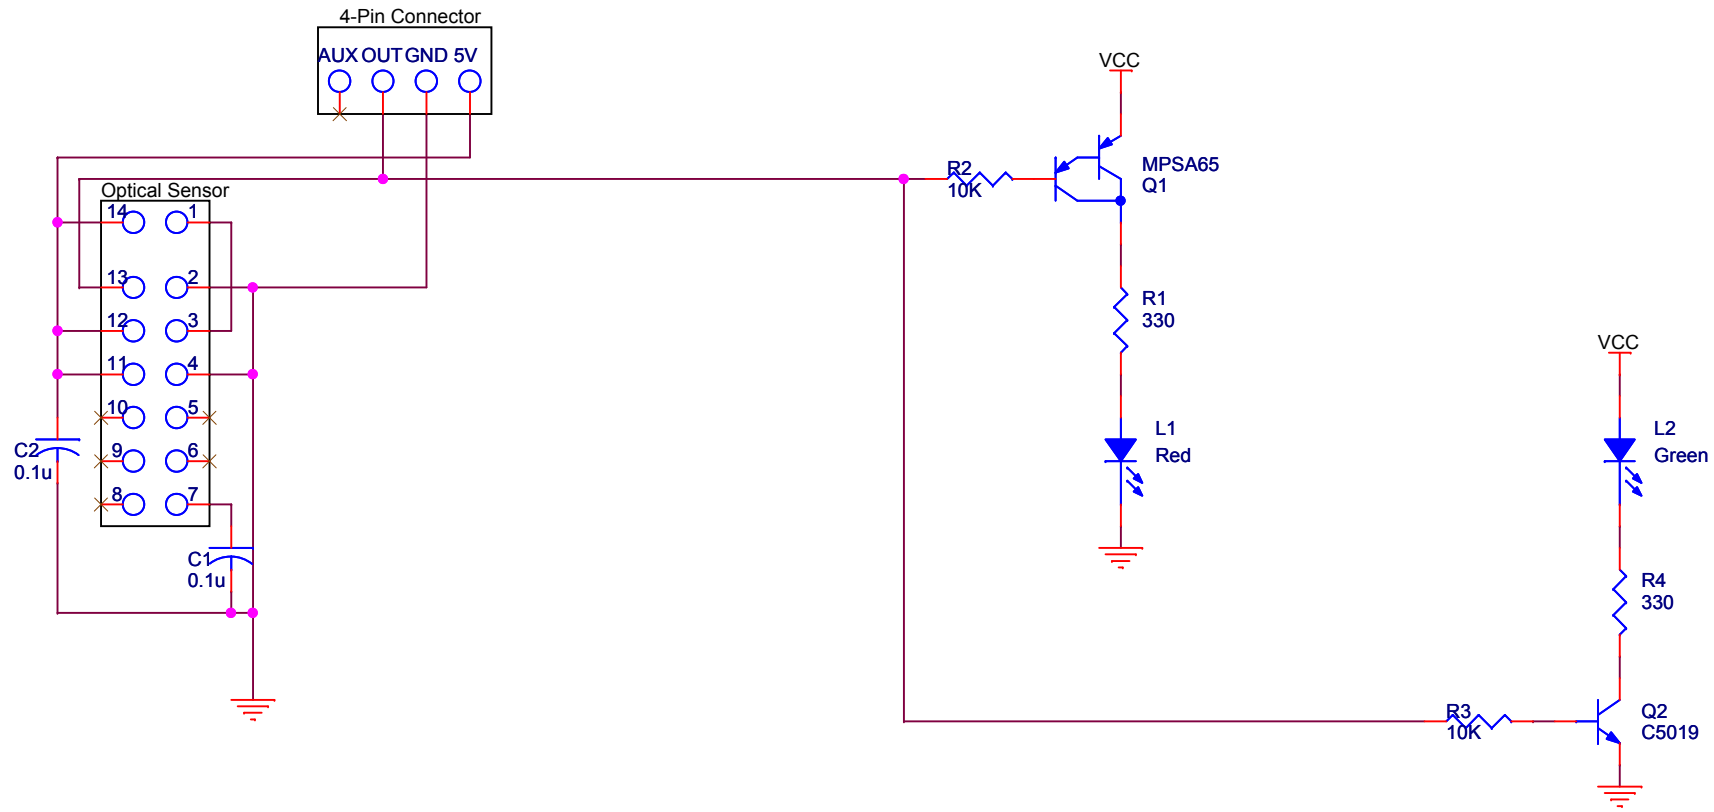 4-Pin Connector
AUX OUT GND 5V
VCC
R2
10K
MPSA65
Q1
Optical Sensor
14 1
13 2
12 3
11 4
10 5
9 6
8 7
C2
0.1u
C1
0.1u
R1
330
L1
Red
VCC
L2
Green
R4
330
R3
10K
Q2
C5019